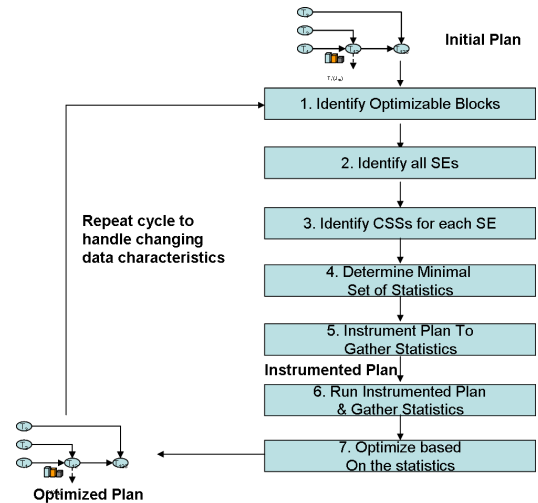 Initial Plan
1. Identify Optimizable Blocks
2. Identify all SEs
Repeat cycle to
handle changing
data characteristics
3. Identify CSSs for each SE
4. Determine Minimal
Set of Statistics
5. Instrument Plan To
Gather Statistics
Instrumented Plan
6. Run Instrumented Plan
& Gather Statistics
7. Optimize based
On the statistics
Optimized Plan